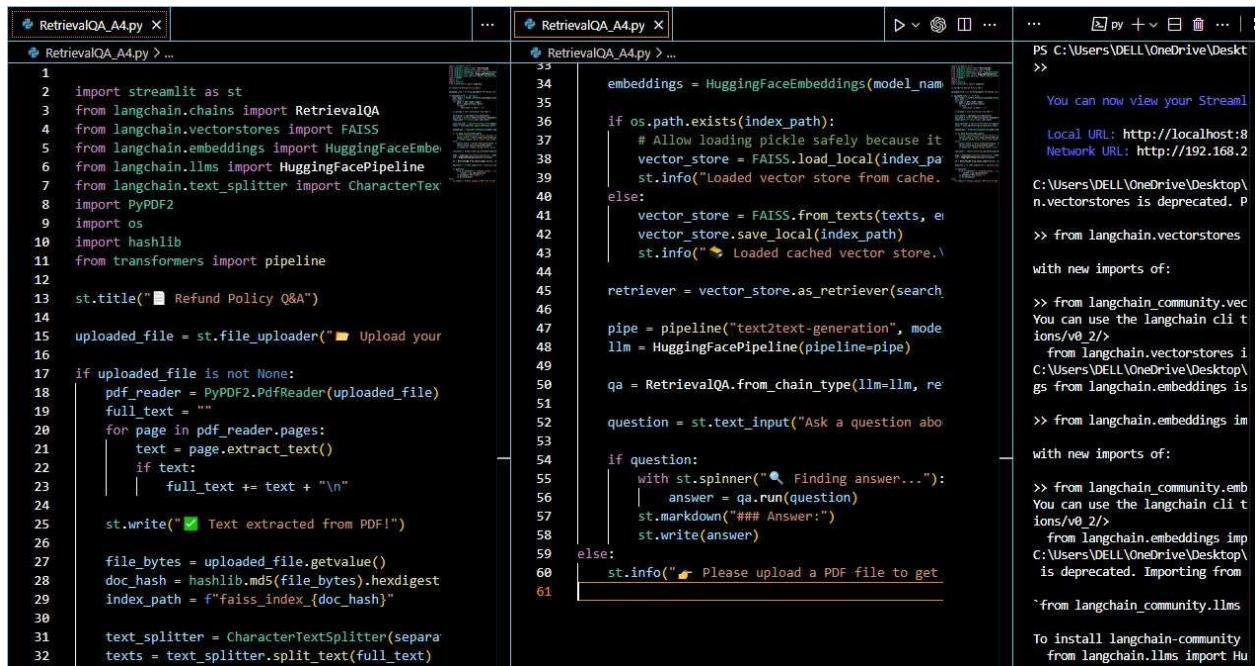 RetrievalQA_A4.py
RetrievalQA_A4.py > ...
1
2 import streamlit as st
3 from langchain.chains import RetrievalQA
4 from langchain.vectorstores import FAISS
5 from langchain.embeddings import HuggingFaceEmbe
6 from langchain.llms import HuggingFacePipeline
7 from langchain.text_splitter import CharacterTex
8 import PyPDF2
9 import os
10 import hashlib
11 from transformers import pipeline
12
13 st.title("📄 Refund Policy Q&A")
14
15 uploaded_file = st.file_uploader("📂 Upload your
16
17 if uploaded_file is not None:
18 pdf_reader = PyPDF2.PdfReader(uploaded_file)
19 full_text = ""
20 for page in pdf_reader.pages:
21 text = page.extract_text()
22 if text:
23 full_text += text + "\n"
24
25 st.write("✅ Text extracted from PDF!")
26
27 file_bytes = uploaded_file.getvalue()
28 doc_hash = hashlib.md5(file_bytes).hexdigest
29 index_path = f"faiss_index_{doc_hash}"
30
31 text_splitter = CharacterTextSplitter(separa
32 texts = text_splitter.split_text(full_text)
RetrievalQA_A4.py
RetrievalQA_A4.py > ...
33
34 embeddings = HuggingFaceEmbeddings(model_nam
35
36 if os.path.exists(index_path):
37 # Allow loading pickle safely because it
38 vector_store = FAISS.load_local(index_pa
39 st.info("Loaded vector store from cache.
40 else:
41 vector_store = FAISS.from_texts(texts, e
42 vector_store.save_local(index_path)
43 st.info("📚 Loaded cached vector store.\
44
45 retriever = vector_store.as_retriever(search_
46
47 pipe = pipeline("text2text-generation", mode
48 llm = HuggingFacePipeline(pipeline=pipe)
49
50 qa = RetrievalQA.from_chain_type(llm=llm, re
51
52 question = st.text_input("Ask a question abo
53
54 if question:
55 with st.spinner("🔍 Finding answer..."):
56 answer = qa.run(question)
57 st.markdown("### Answer:")
58 st.write(answer)
59 else:
60 st.info("👉 Please upload a PDF file to get
61
py
PS C:\Users\DELL\OneDrive\Deskt
>>
You can now view your Streaml
Local URL: http://localhost:8
Network URL: http://192.168.2
C:\Users\DELL\OneDrive\Desktop\
n.vectorstores is deprecated. P
>> from langchain.vectorstores
with new imports of:
>> from langchain_community.vec
You can use the langchain cli t
ions/v0_2/>
from langchain.vectorstores i
C:\Users\DELL\OneDrive\Desktop\
gs from langchain.embeddings is
>> from langchain.embeddings im
with new imports of:
>> from langchain_community.emb
You can use the langchain cli t
ions/v0_2/>
from langchain.embeddings imp
C:\Users\DELL\OneDrive\Desktop\
is deprecated. Importing from
`from langchain_community.llms
To install langchain-community
from langchain.llms import Hu